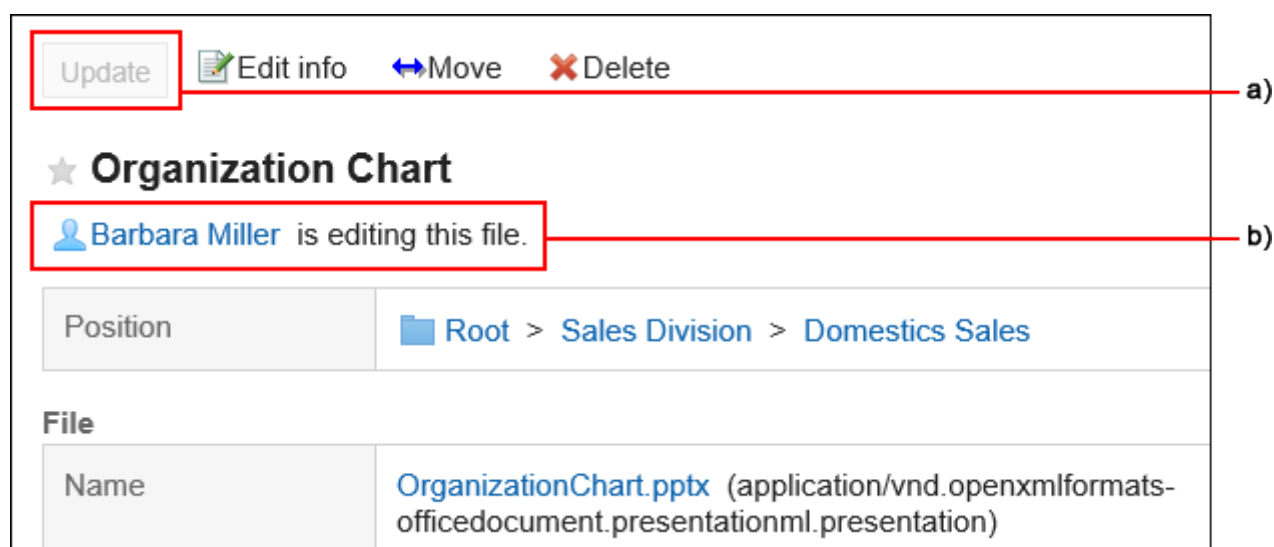 Update Edit info Move Delete
a)
Organization Chart
Barbara Miller is editing this file.
b)
Position Root > Sales Division > Domestics Sales
File
Name OrganizationChart.pptx (application/vnd.openxmlformats-
officedocument.presentationml.presentation)